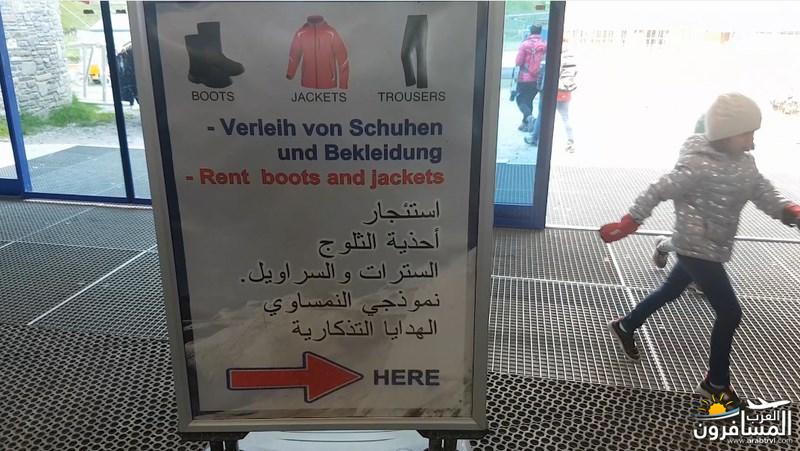 BOOTS JACKETS TROUSERS
- Verleih von Schuhen
und Bekleidung
- Rent boots and jackets
استئجار
أحذية الثلوج
السترات والسراويل.
نموذجي النمساوي
الهدايا التذكارية
HERE
العرب
المسافرون
www.arabtrvl.com